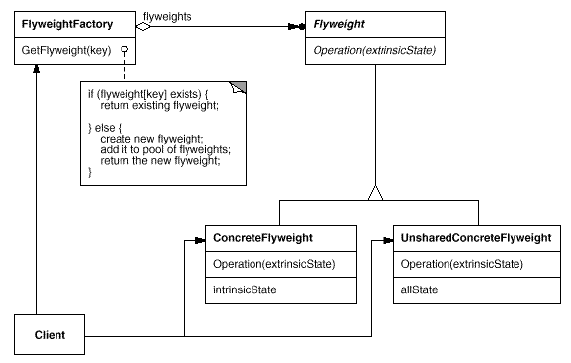 FlyweightFactory
GetFlyweight(key)
flyweights
Flyweight
Operation(extrinsicState)
if (flyweight[key] exists) {
return existing flyweight;
} else {
create new flyweight;
add it to pool of flyweights;
return the new flyweight;
}
ConcreteFlyweight
Operation(extrinsicState)
intrinsicState
UnsharedConcreteFlyweight
Operation(extrinsicState)
allState
Client